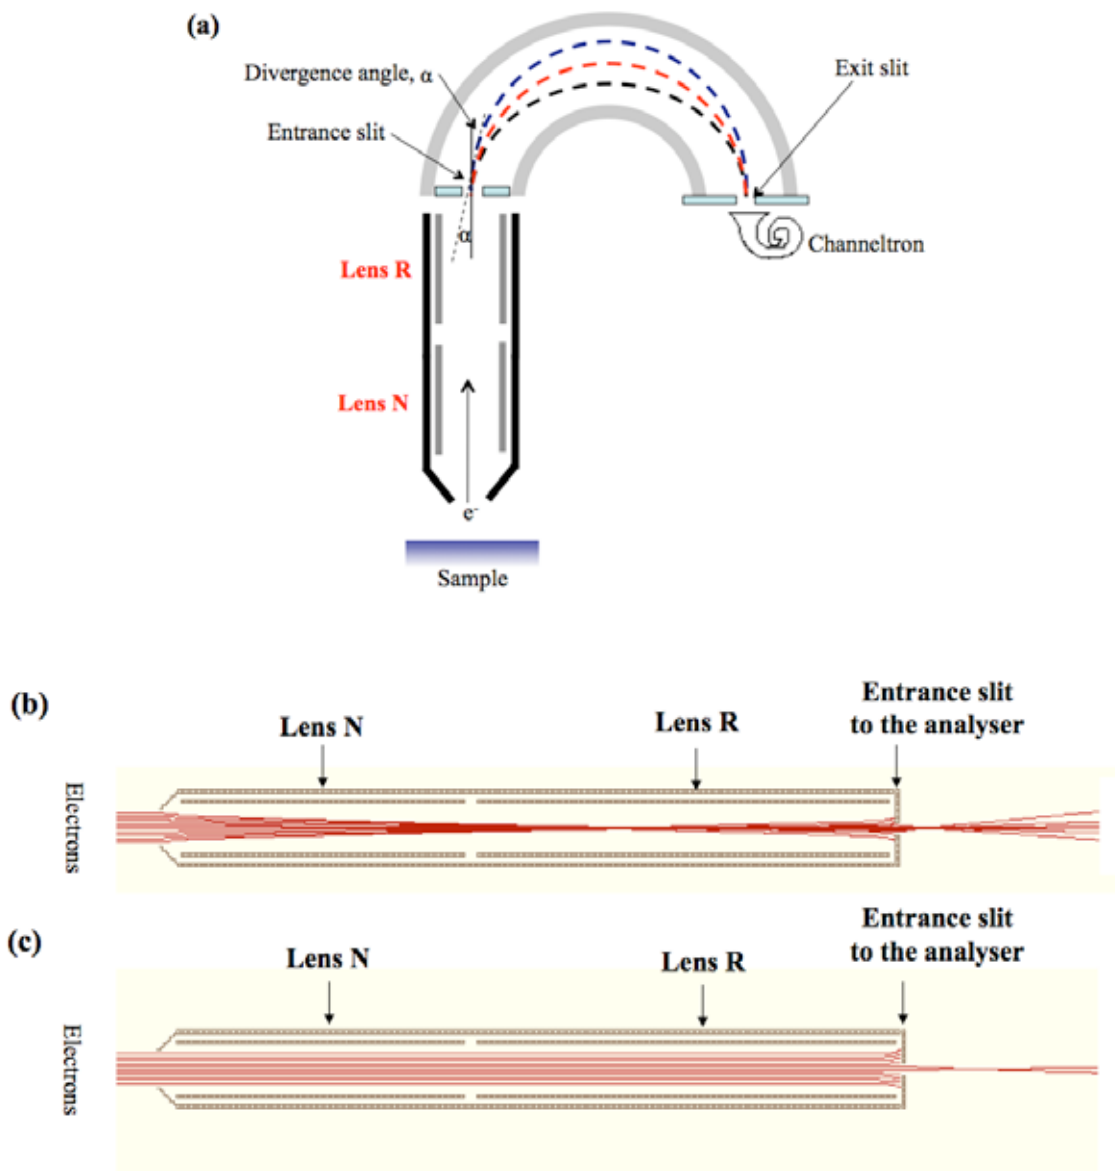 (a)
Divergence angle, α
Exit slit
Entrance slit
α
Lens R
Channeltron
Lens N
e-
Sample
(b)
Entrance slit
to the analyser
Lens N
Lens R
Electrons
(c)
Entrance slit
to the analyser
Lens N
Lens R
Electrons